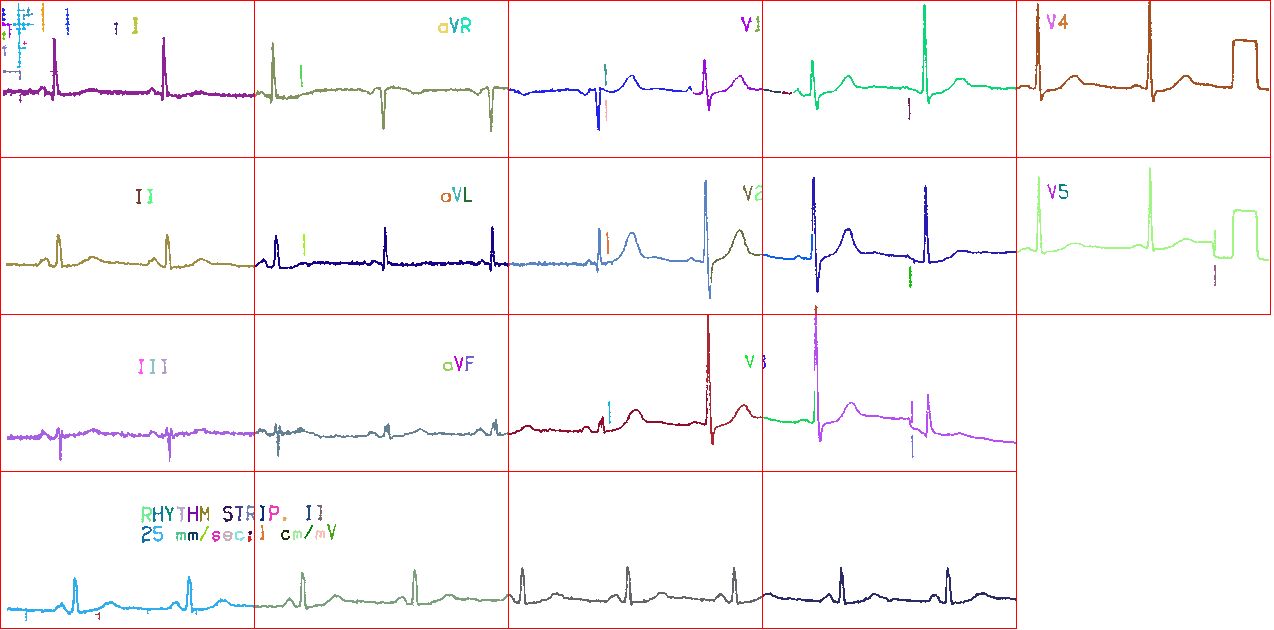 I aVR V1 V4
II aVL V2 V5
III aVF V3
RHYTHM STRIP. II
25 mm/sec;1 cm/mV